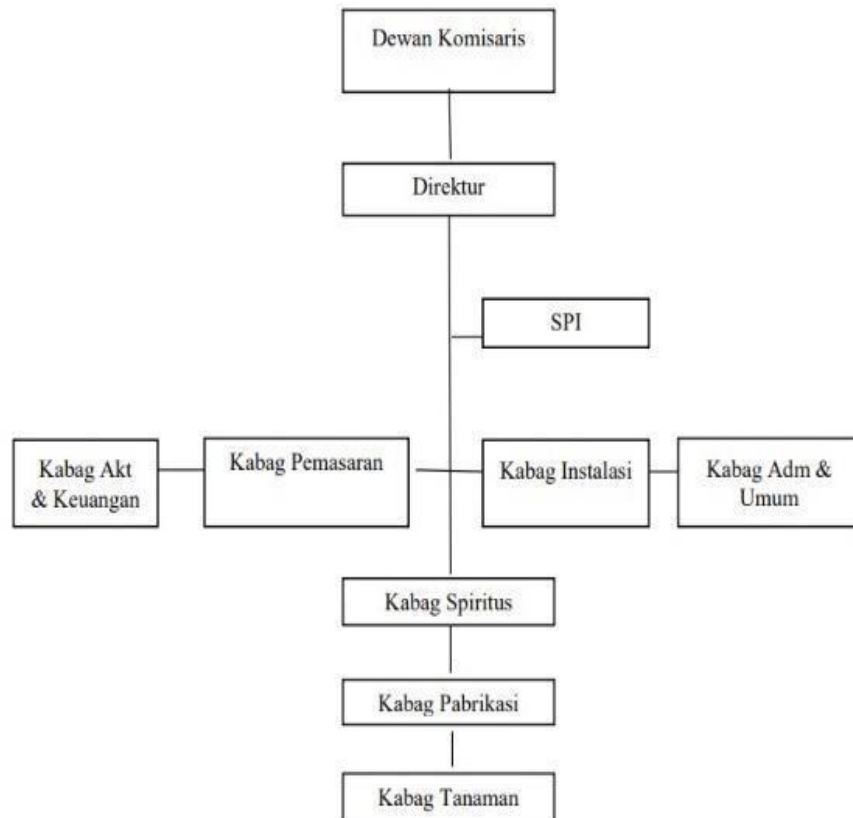 Dewan Komisaris
Direktur
SPI
Kabag Akt
& Keuangan
Kabag Pemasaran
Kabag Instalasi
Kabag Adm &
Umum
Kabag Spiritus
Kabag Pabrikasi
Kabag Tanaman